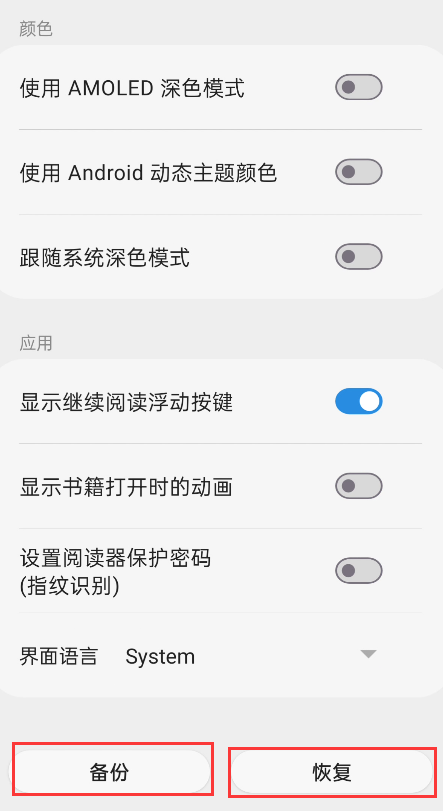 颜色
使用 AMOLED 深色模式
使用 Android 动态主题颜色
跟随系统深色模式
应用
显示继续阅读浮动按键
显示书籍打开时的动画
设置阅读器保护密码
(指纹识别)
界面语言 System
备份 恢复